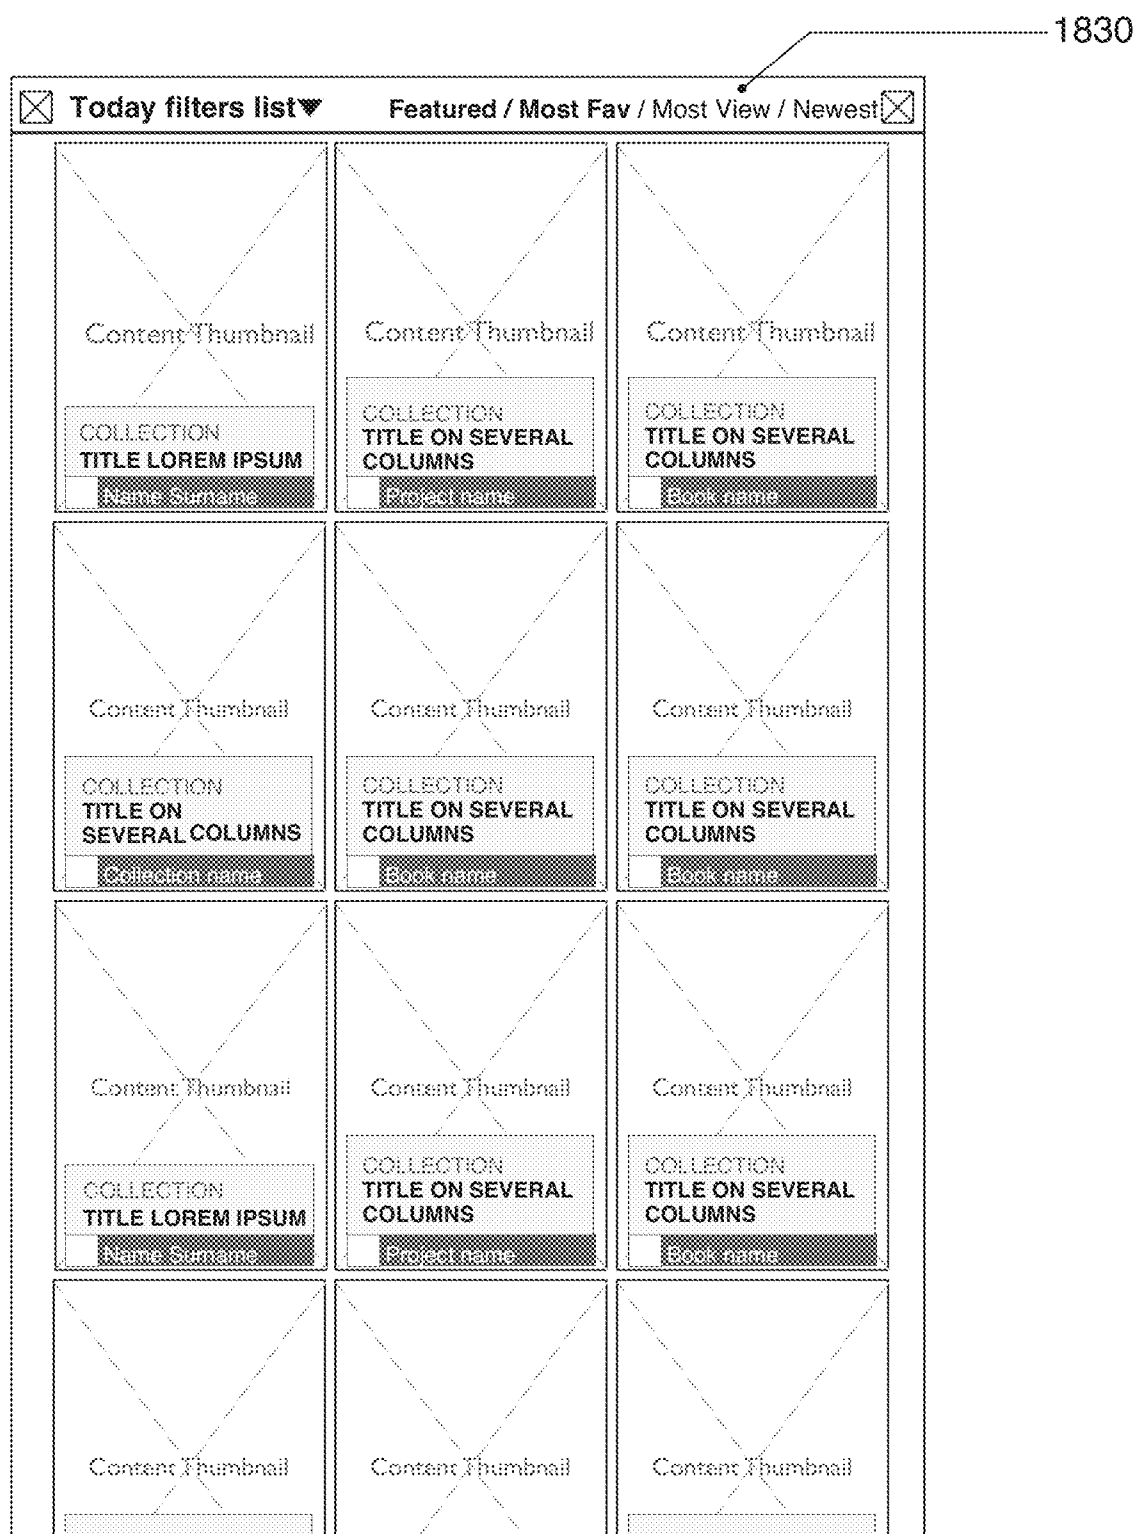 1830
Today filters list Featured / Most Fav / Most View / Newest
Content Thumbnail Content Thumbnail Content Thumbnail
COLLECTION
TITLE LOREM IPSUM
Name Surname
COLLECTION
TITLE ON SEVERAL
COLUMNS
Project name
COLLECTION
TITLE ON SEVERAL
COLUMNS
Book name
Content Thumbnail Content Thumbnail Content Thumbnail
COLLECTION
TITLE ON
SEVERAL COLUMNS
Collection name
COLLECTION
TITLE ON SEVERAL
COLUMNS
Book name
COLLECTION
TITLE ON SEVERAL
COLUMNS
Book name
Content Thumbnail Content Thumbnail Content Thumbnail
COLLECTION
TITLE LOREM IPSUM
Name Surname
COLLECTION
TITLE ON SEVERAL
COLUMNS
Project name
COLLECTION
TITLE ON SEVERAL
COLUMNS
Book name
Content Thumbnail Content Thumbnail Content Thumbnail